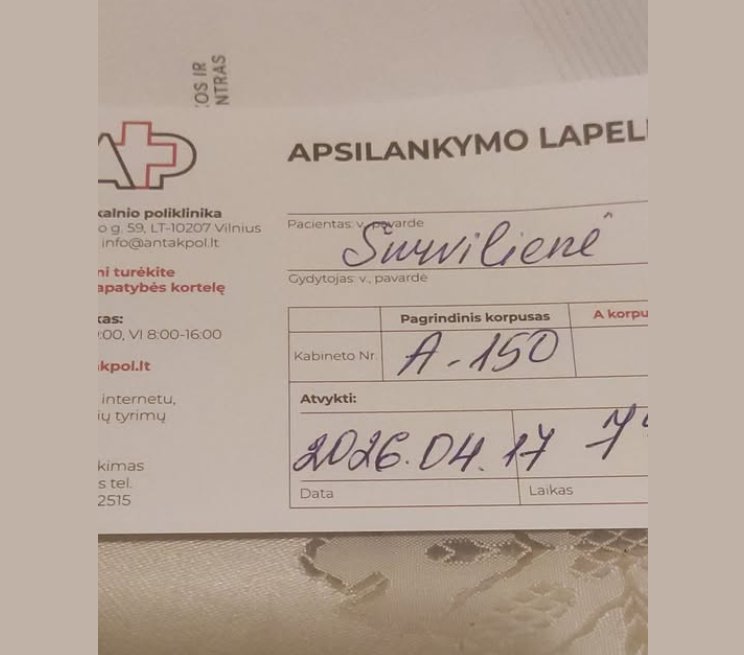 OS IR
NTRAS
AP
kalnio poliklinika
o g. 59, LT-10207 Vilnius
info@antakpol.lt
ni turėkite
apatybės kortelę
kas:
:00, VI 8:00-16:00
kpol.lt
internetu,
ių tyrimų
kimas
s tel.
2515
APSILANKYMO LAPEL
Pacientas: v., pavardė
Survilienė
Gydytojas: v., pavardė
Pagrindinis korpusas
A korpu
Kabineto Nr.
A-150
Atvykti:
2026.04.17
Data
Laikas